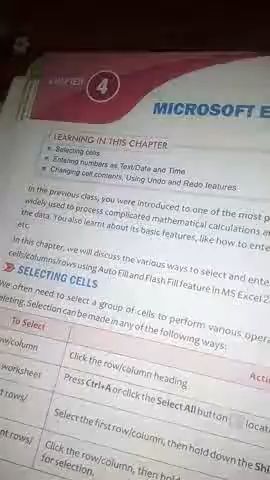 CHAPTER
4
MICROSOFT E
LEARNING IN THIS CHAPTER
Selecting cells
Entering numbers as Text/Date and Time
Changing cell contents, Using Undo and Redo features
In the previous class, you were introduced to one of the most p
widely used to process complicated mathematical calculations a
the data. You also learnt about its basic features, like how to ente
etc.
In this chapter, we will discuss the various ways to select and ente
cells/columns/rows using Auto Fill and Flash Fill feature in MS Excel 2
SELECTING CELLS
We often need to select a group of cells to perform various opera
leting. Selection can be made in any of the following ways:
To Select
Acti
ow/column
Click the row/column heading
worksheet
Press Ctrl+A or click the Select All button locat
t rows/
Select the first row/column, then hold down the Shi
nt rows/
Click the row/column, then hold
for selection.